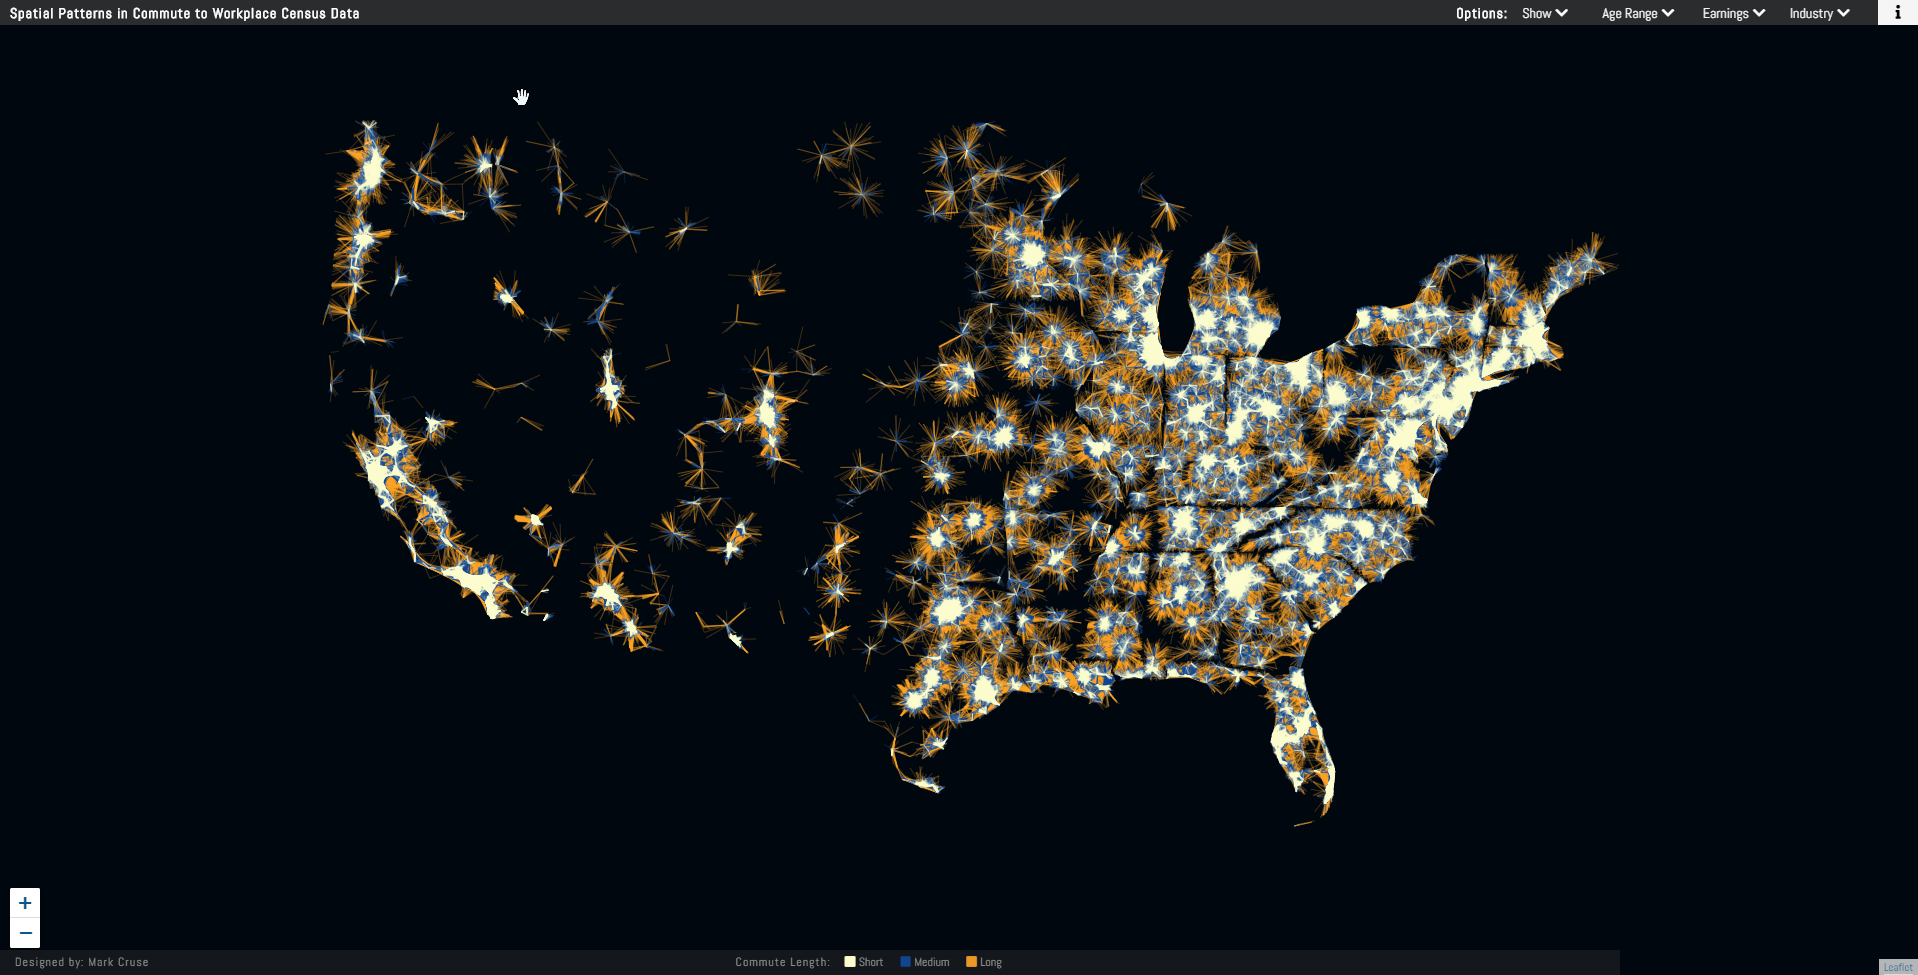 Spatial Patterns in Commute to Workplace Census Data
Options: Show Age Range Earnings Industry i
+
−
Designed by: Mark Cruse
Commute Length: Short Medium Long
Leaflet